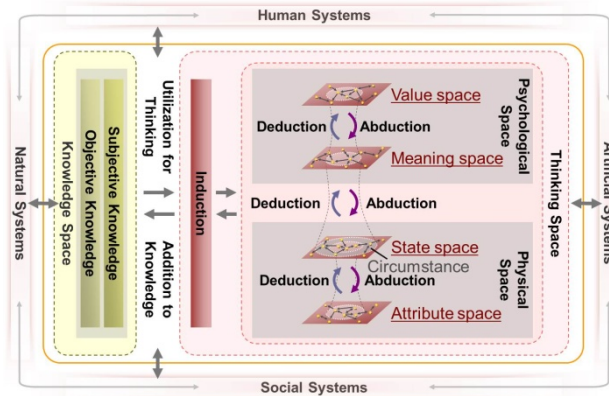 Human Systems
Natural Systems
Knowledge Space
Objective Knowledge
Subjective Knowledge
Utilization for
Thinking
Addition to
Knowledge
Induction
Value space
Deduction
Abduction
Meaning space
Psychological
Space
Deduction
Abduction
State space
Circumstance
Deduction
Abduction
Attribute space
Physical
Space
Thinking Space
Systems
Social Systems